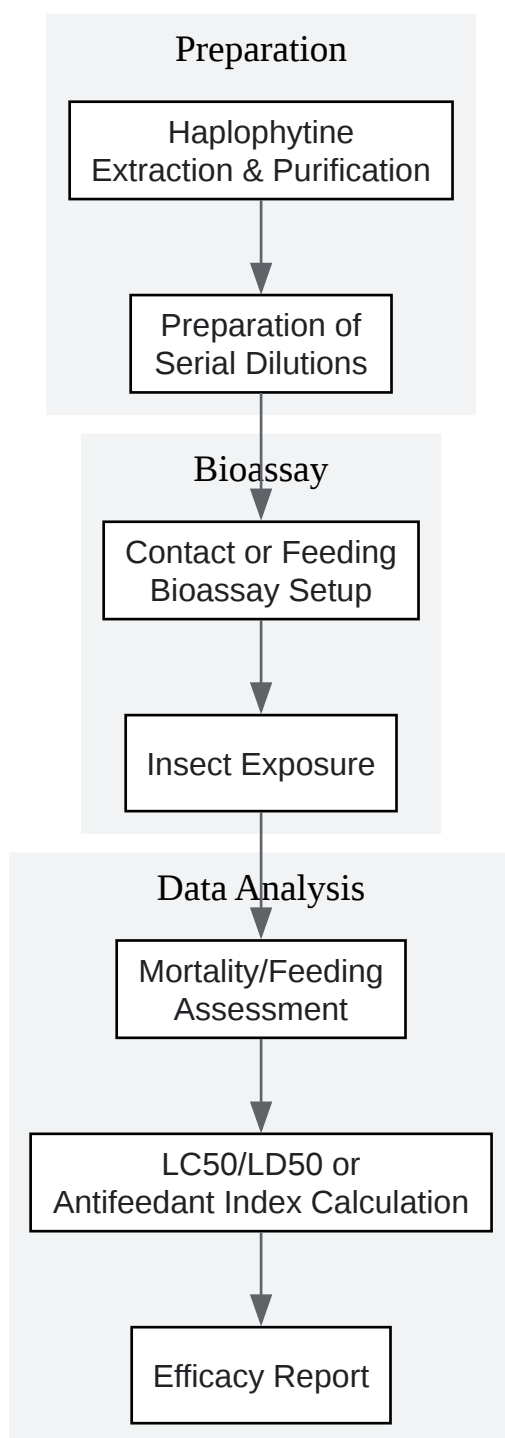 Preparation
Haplophytine
Extraction & Purification
Preparation of
Serial Dilutions
Bioassay
Contact or Feeding
Bioassay Setup
Insect Exposure
Data Analysis
Mortality/Feeding
Assessment
LC50/LD50 or
Antifeedant Index Calculation
Efficacy Report